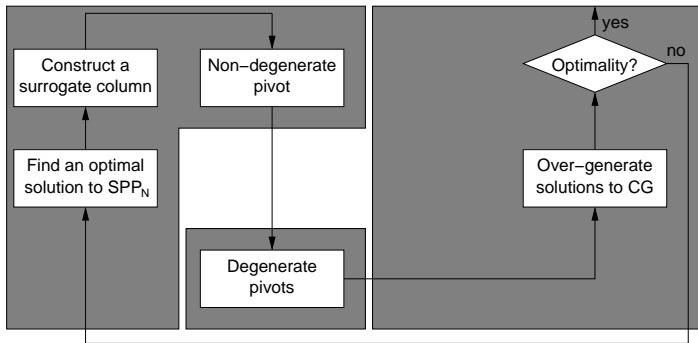 Construct a
surrogate column
Non−degenerate
pivot
yes
no
Optimality?
Find an optimal
solution to SPP_N
Over−generate
solutions to CG
Degenerate
pivots